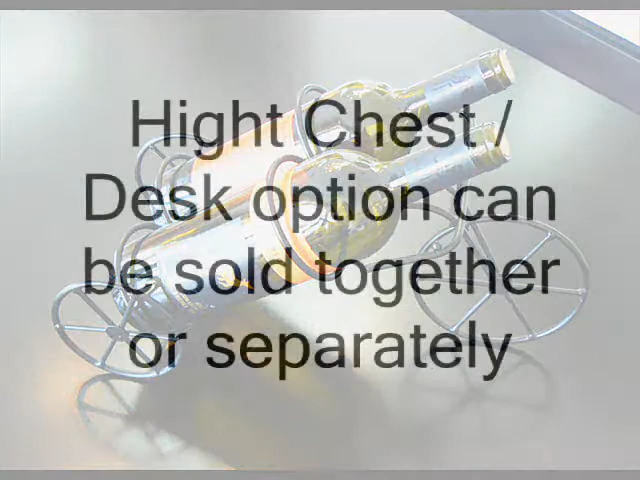 Hight Chest /
Desk option can
be sold together
or separately